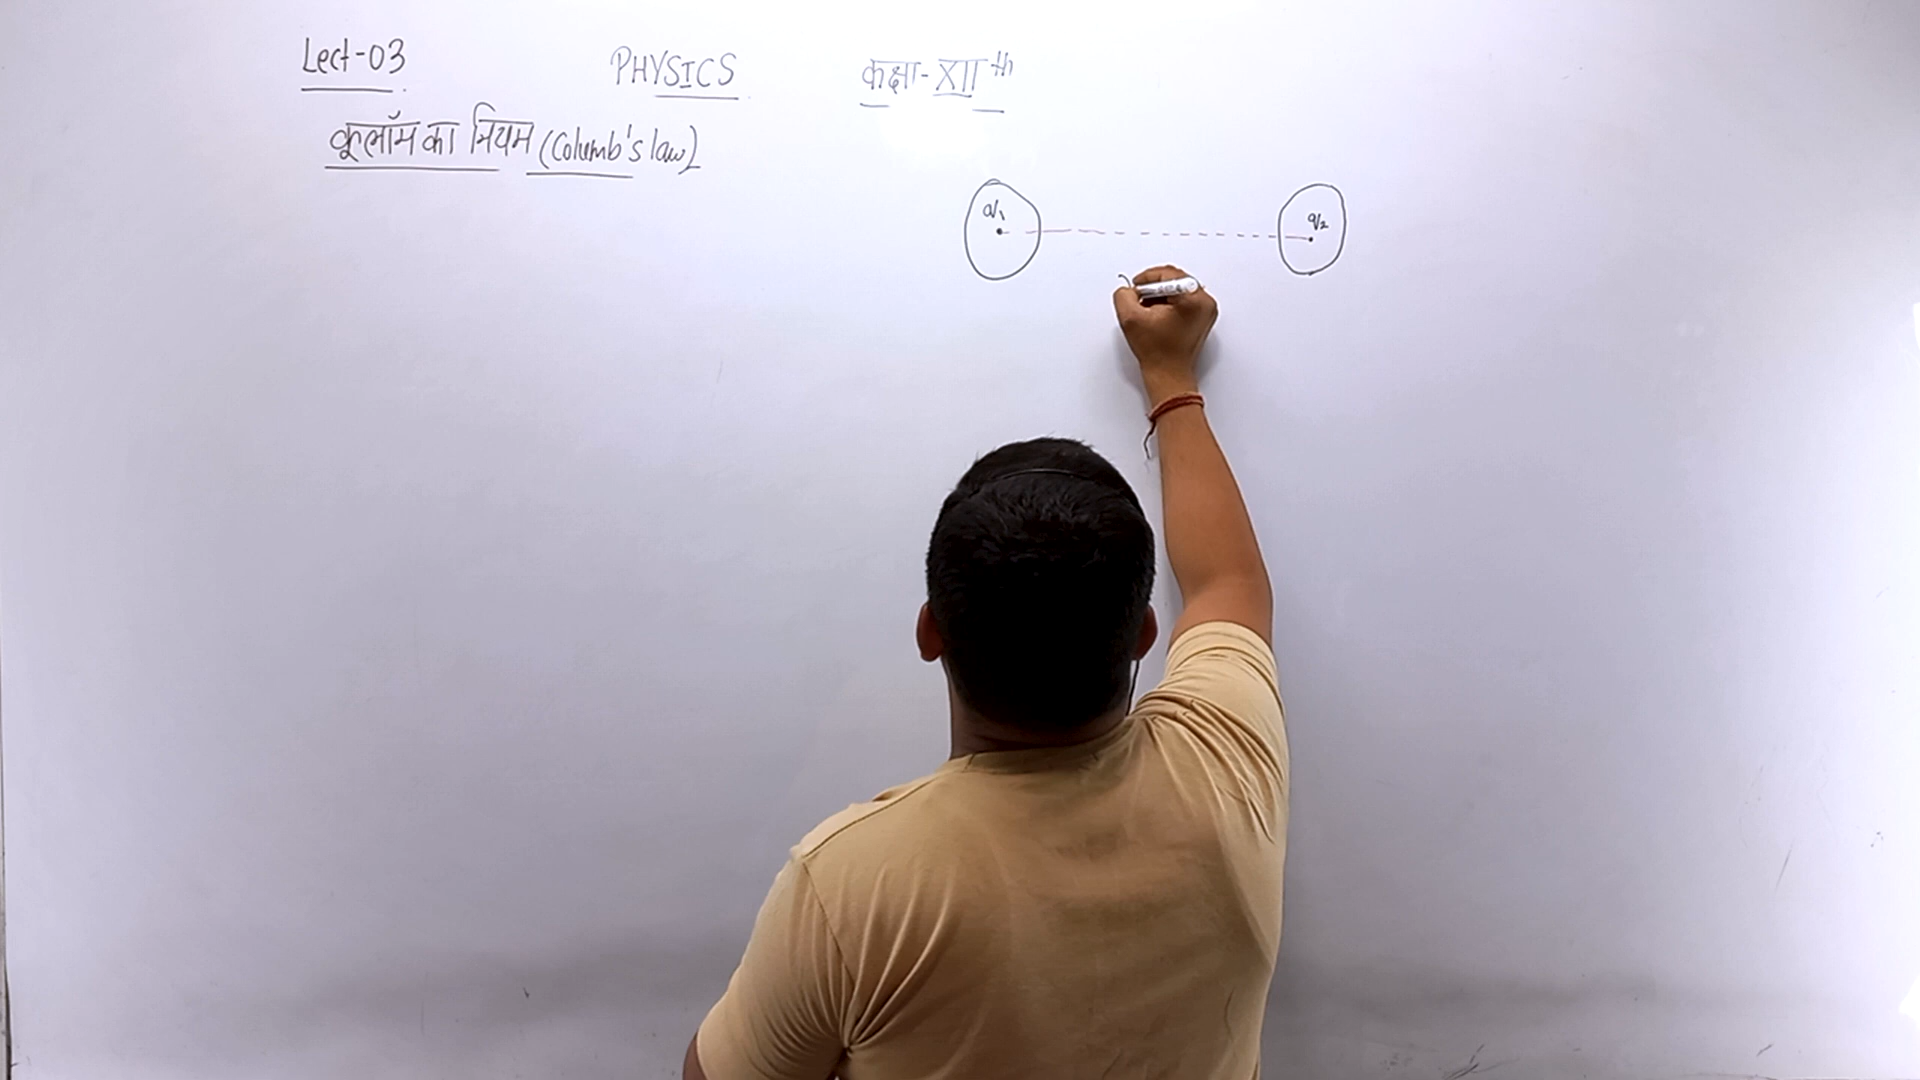 Lect-03 PHYSICS कक्षा-XIIth
कूलॉम का नियम (Columb's law)
q1 q2